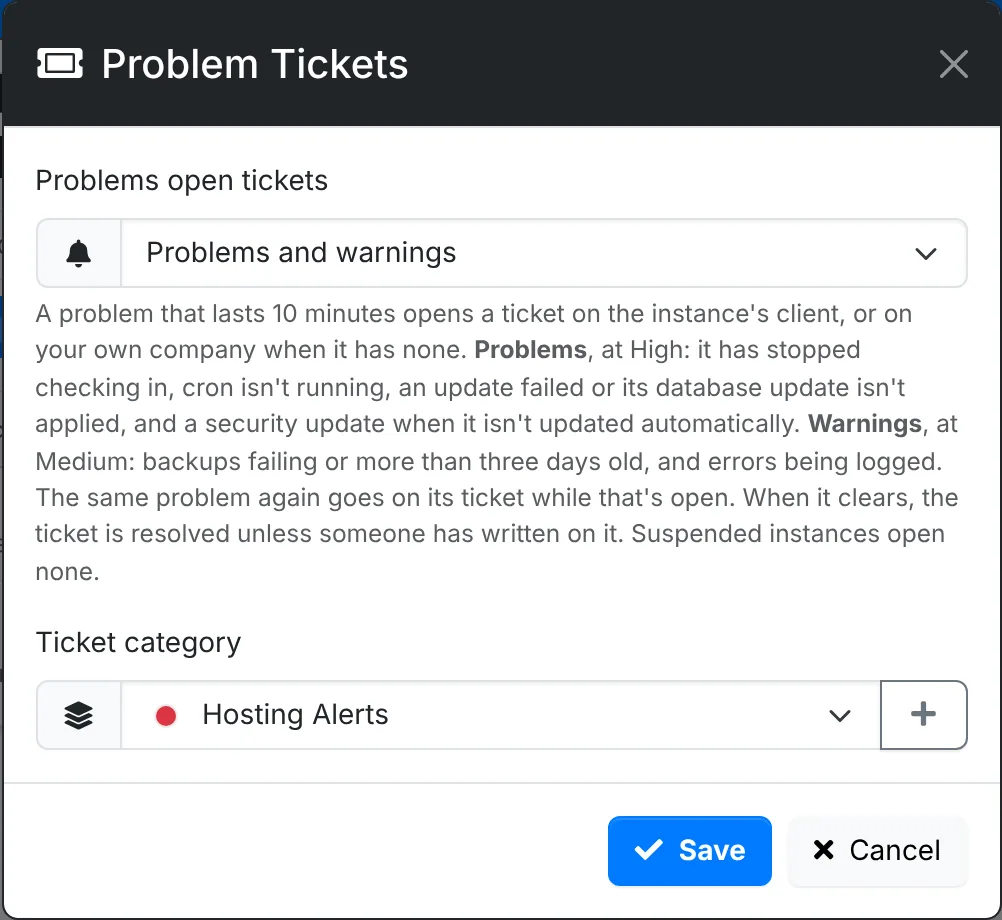 Problem Tickets
Problems open tickets
Problems and warnings
A problem that lasts 10 minutes opens a ticket on the instance's client, or on
your own company when it has none. Problems, at High: it has stopped
checking in, cron isn't running, an update failed or its database update isn't
applied, and a security update when it isn't updated automatically. Warnings, at
Medium: backups failing or more than three days old, and errors being logged.
The same problem again goes on its ticket while that's open. When it clears, the
ticket is resolved unless someone has written on it. Suspended instances open
none.
Ticket category
Hosting Alerts
Save
Cancel